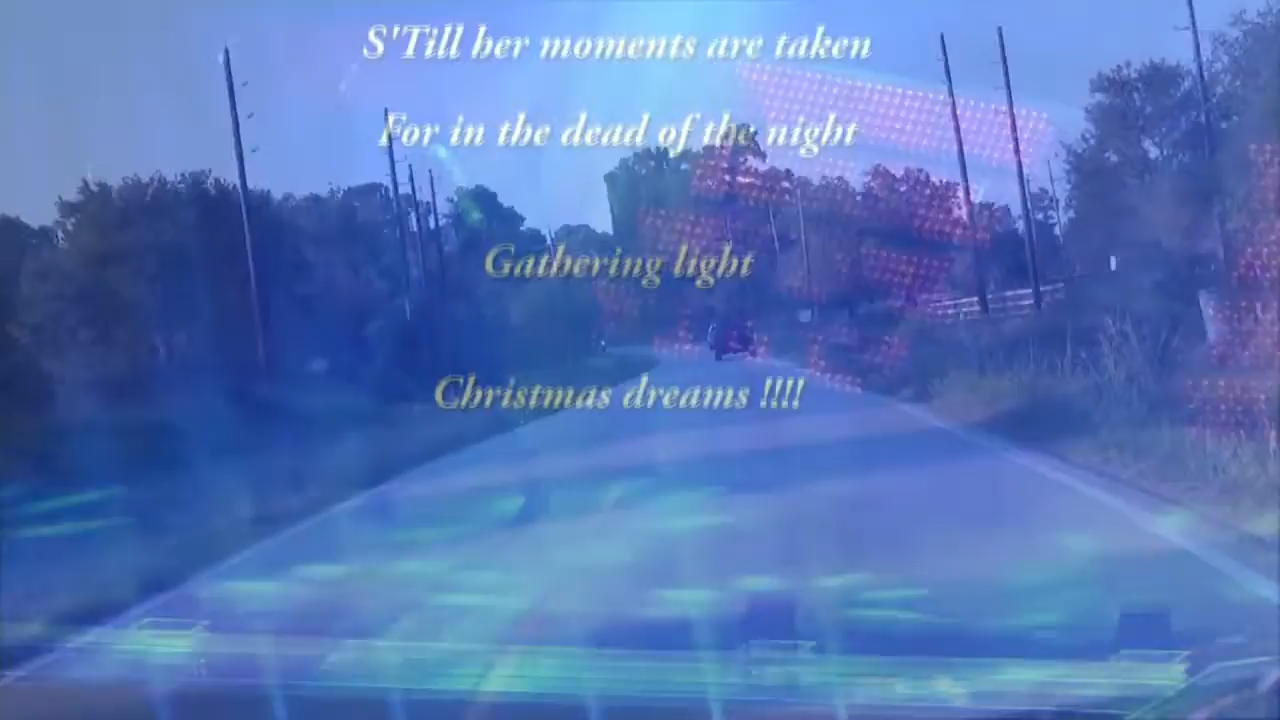 S'Till her moments are taken
For in the dead of the night
Gathering light
Christmas dreams !!!!